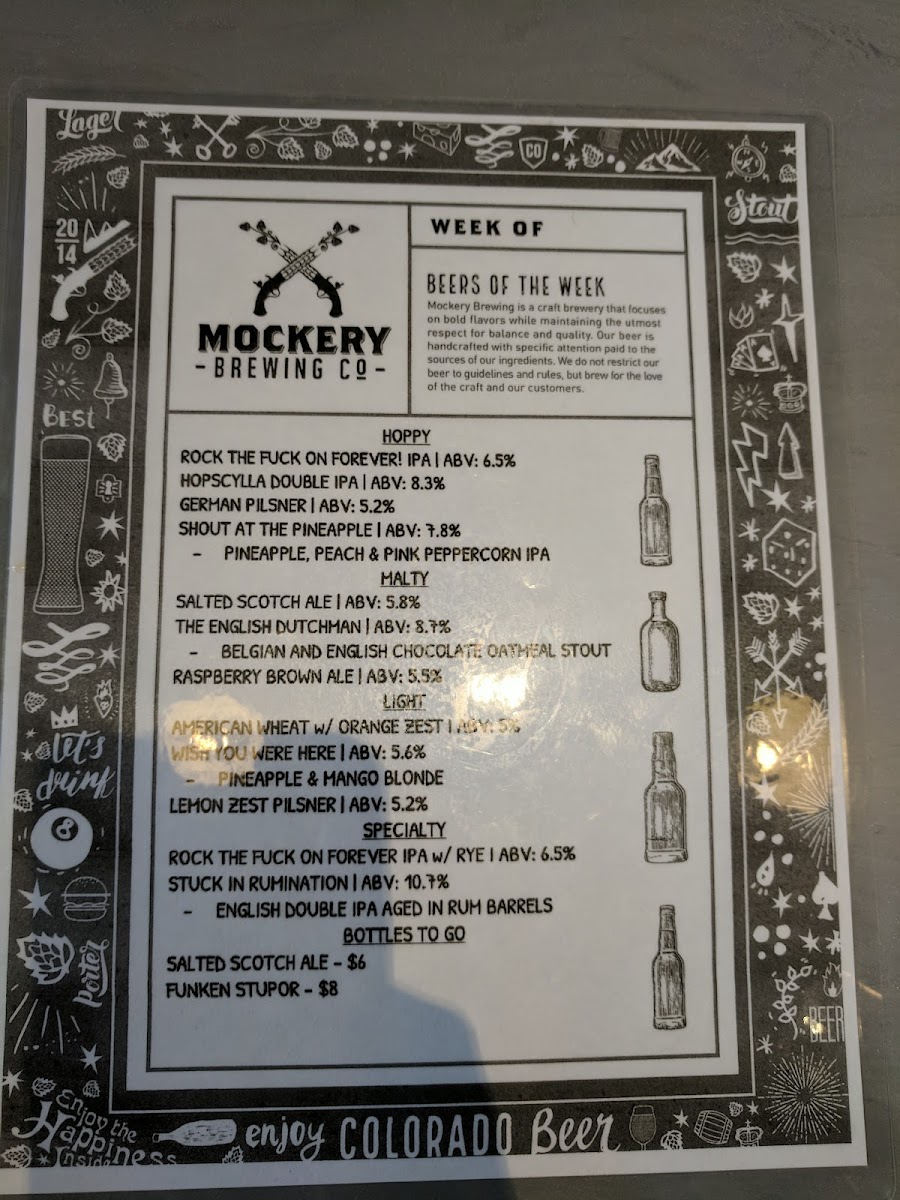 Lager
CO
Stout
20
14
BEST
let's
drink
8
Porter
BEER
Enjoy the
Happiness
Inside
enjoy COLORADO Beer
MOCKERY
- BREWING CO -
WEEK OF
BEERS OF THE WEEK
Mockery Brewing is a craft brewery that focuses
on bold flavors while maintaining the utmost
respect for balance and quality. Our beer is
handcrafted with specific attention paid to the
sources of our ingredients. We do not restrict our
beer to guidelines and rules, but brew for the love
of the craft and our customers.
HOPPY
ROCK THE FUCK ON FOREVER! IPA | ABV: 6.5%
HOPSCYLLA DOUBLE IPA | ABV: 8.3%
GERMAN PILSNER | ABV: 5.2%
SHOUT AT THE PINEAPPLE | ABV: 7.8%
- PINEAPPLE, PEACH & PINK PEPPERCORN IPA
MALTY
SALTED SCOTCH ALE | ABV: 5.8%
THE ENGLISH DUTCHMAN | ABV: 8.7%
- BELGIAN AND ENGLISH CHOCOLATE OATMEAL STOUT
RASPBERRY BROWN ALE | ABV: 5.5%
LIGHT
AMERICAN WHEAT w/ ORANGE ZEST | ABV: 5%
WISH YOU WERE HERE | ABV: 5.6%
- PINEAPPLE & MANGO BLONDE
LEMON ZEST PILSNER | ABV: 5.2%
SPECIALTY
ROCK THE FUCK ON FOREVER IPA w/ RYE | ABV: 6.5%
STUCK IN RUMINATION | ABV: 10.7%
- ENGLISH DOUBLE IPA AGED IN RUM BARRELS
BOTTLES TO GO
SALTED SCOTCH ALE - $6
FUNKEN STUPOR - $8